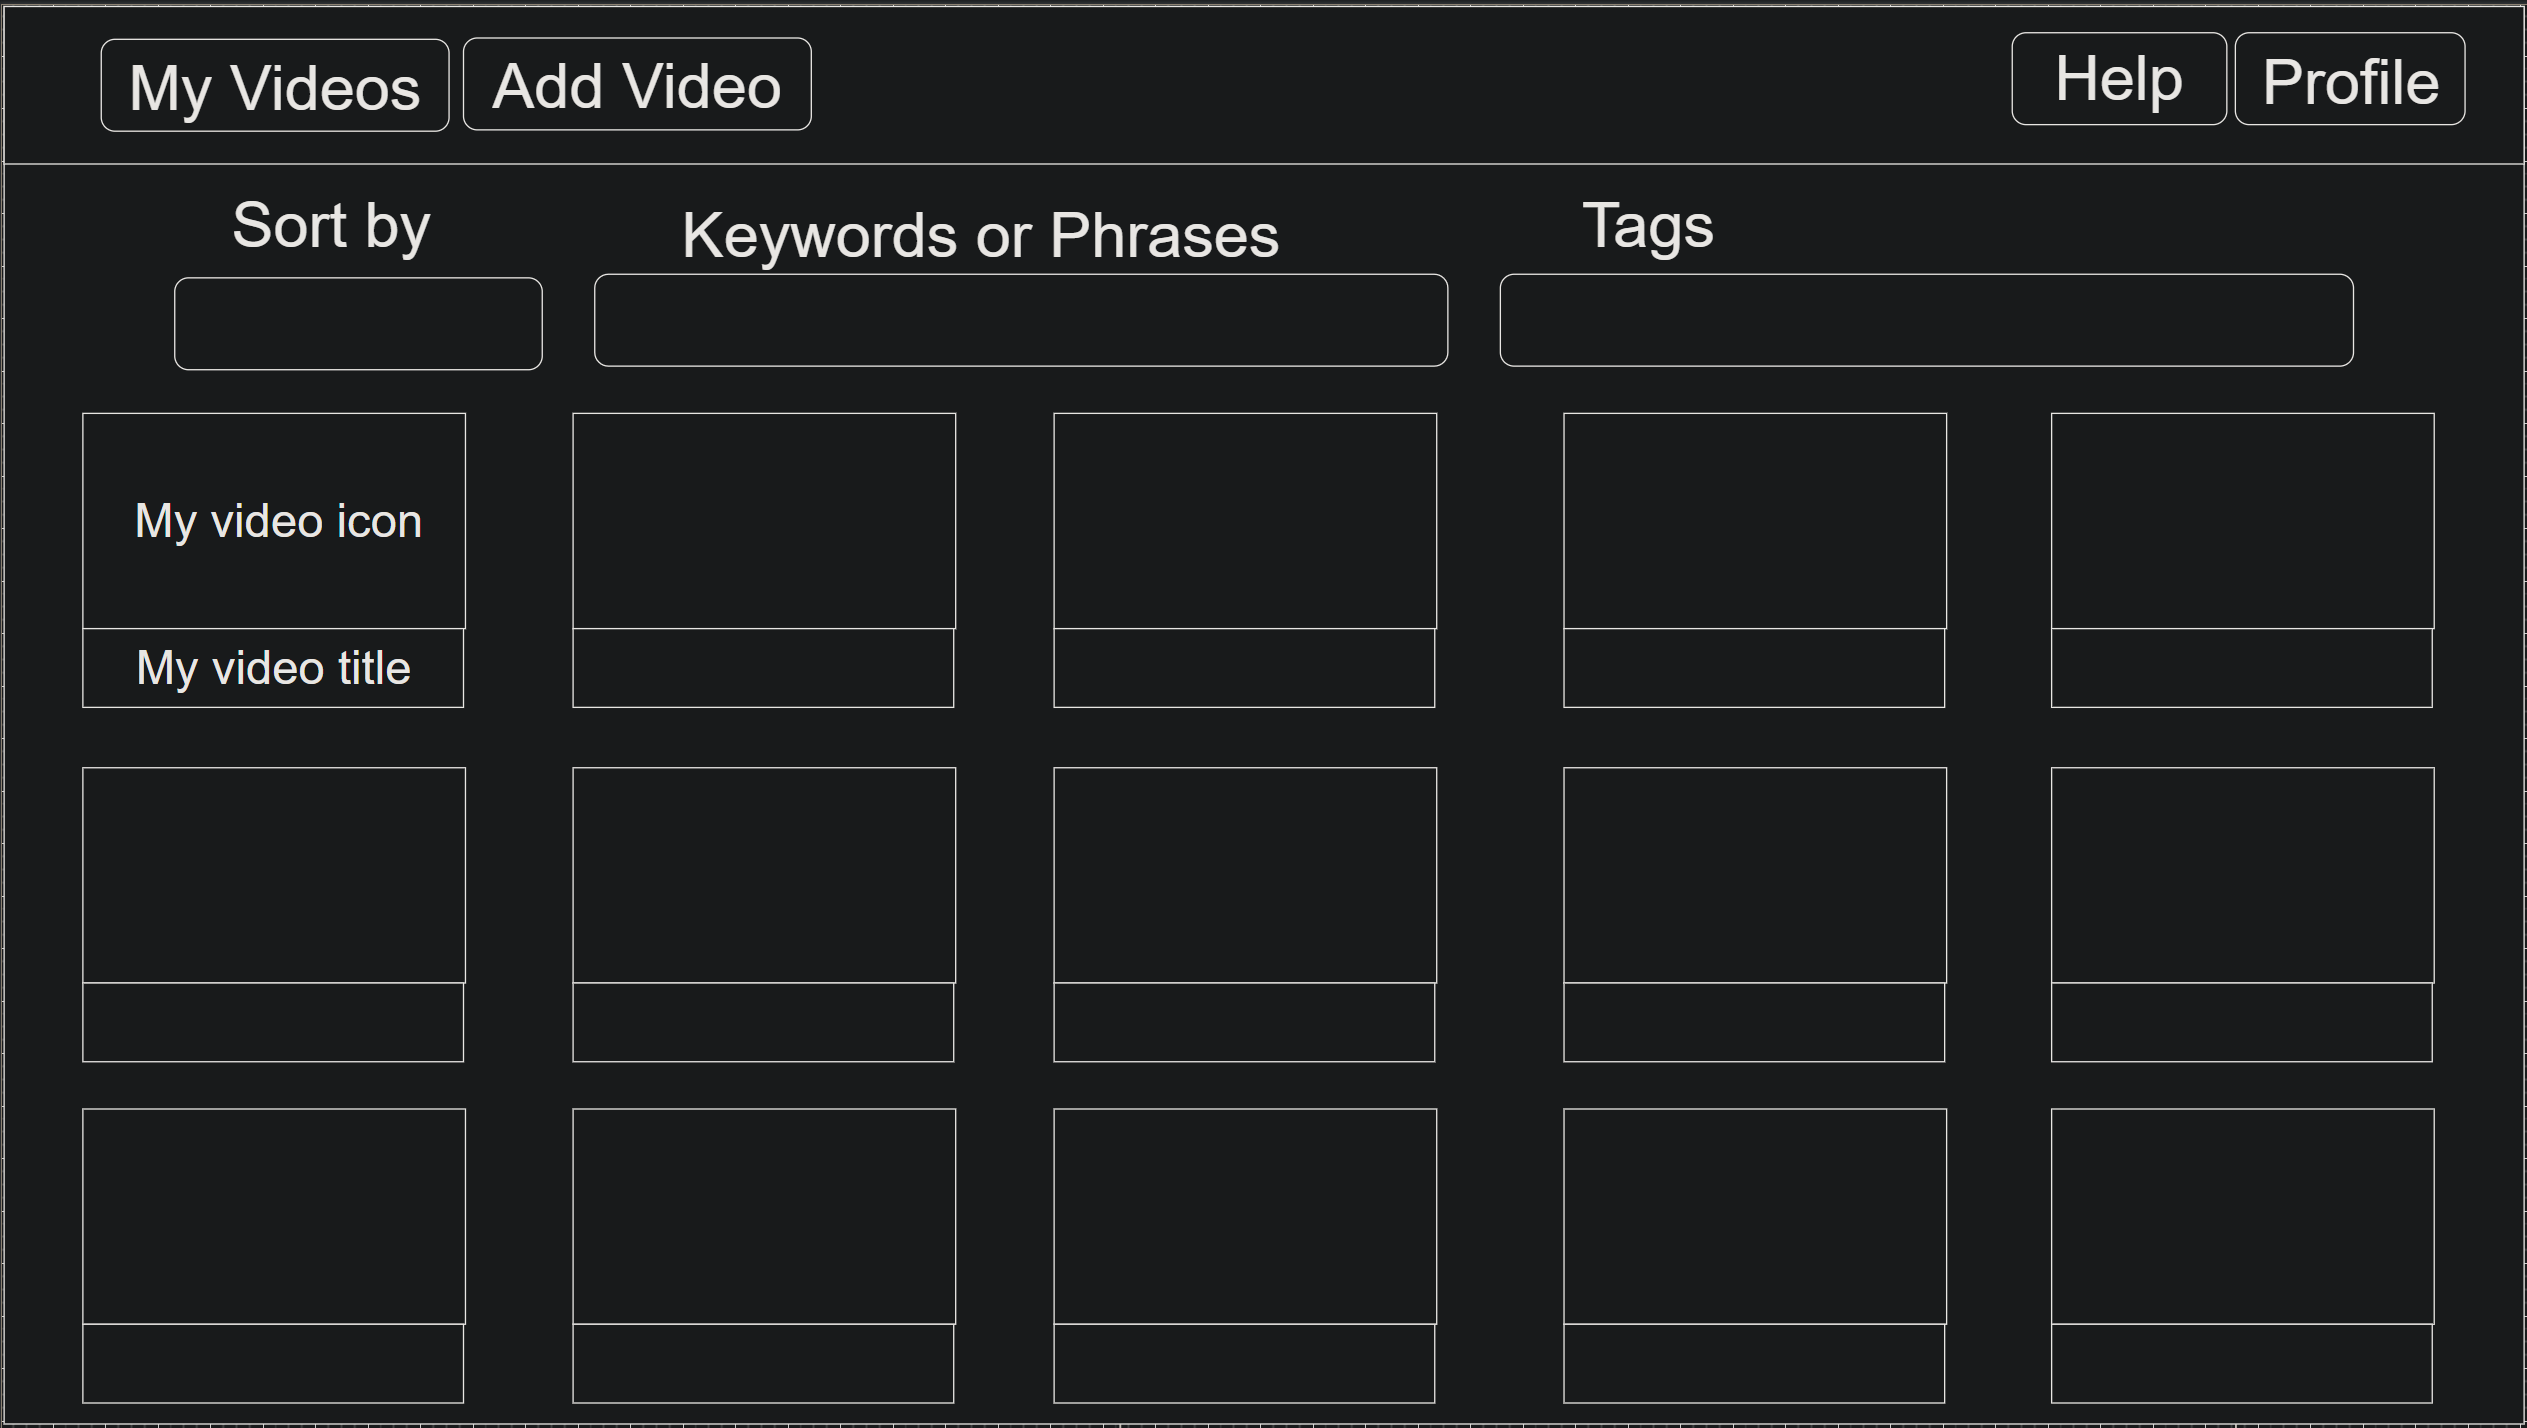 My Videos
Add Video
Help
Profile
Sort by
Keywords or Phrases
Tags
My video icon
My video title